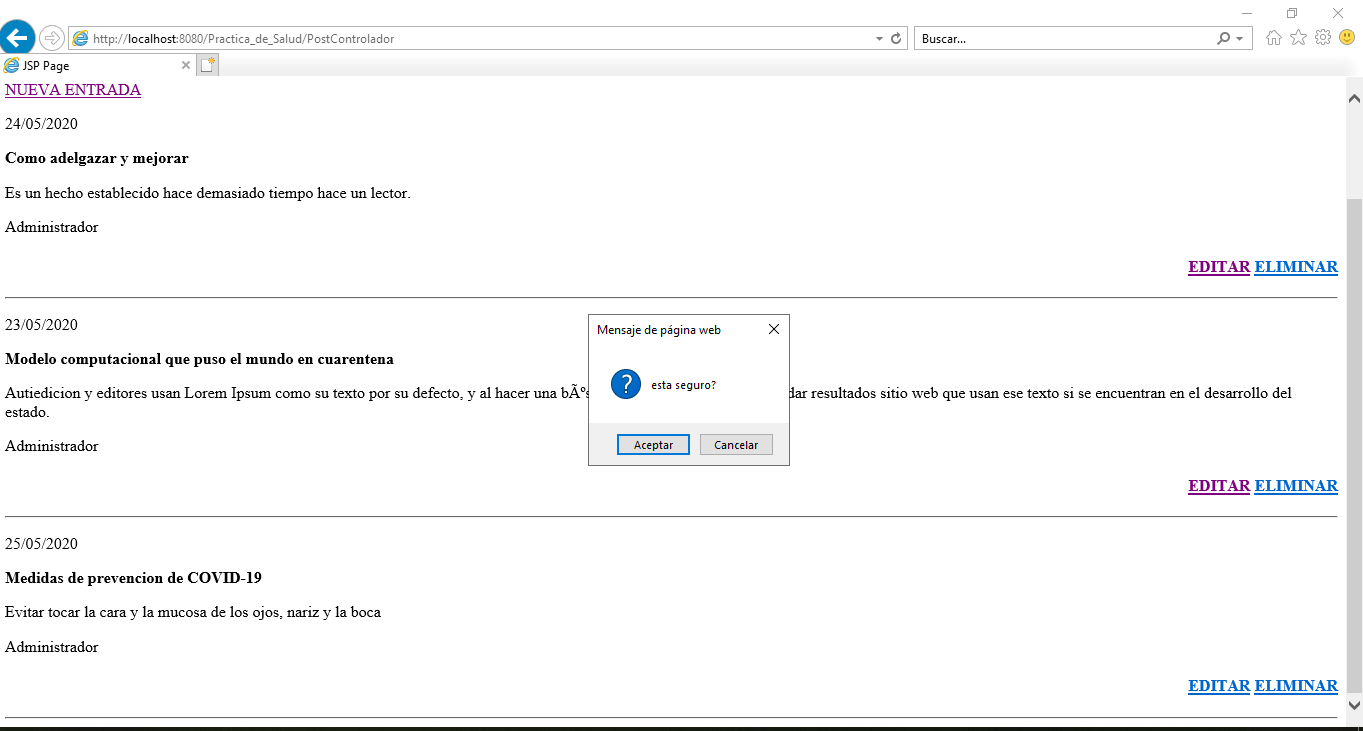 http://localhost:8080/Practica_de_Salud/PostControlador
Buscar...
JSP Page
NUEVA ENTRADA
24/05/2020
Como adelgazar y mejorar
Es un hecho establecido hace demasiado tiempo hace un lector.
Administrador
EDITAR ELIMINAR
23/05/2020
Modelo computacional que puso el mundo en cuarentena
Autiedicion y editores usan Lorem Ipsum como su texto por su defecto, y al hacer una bÃº dar resultados sitio web que usan ese texto si se encuentran en el desarrollo del
estado.
Administrador
EDITAR ELIMINAR
Mensaje de página web
esta seguro?
Aceptar Cancelar
25/05/2020
Medidas de prevencion de COVID-19
Evitar tocar la cara y la mucosa de los ojos, nariz y la boca
Administrador
EDITAR ELIMINAR